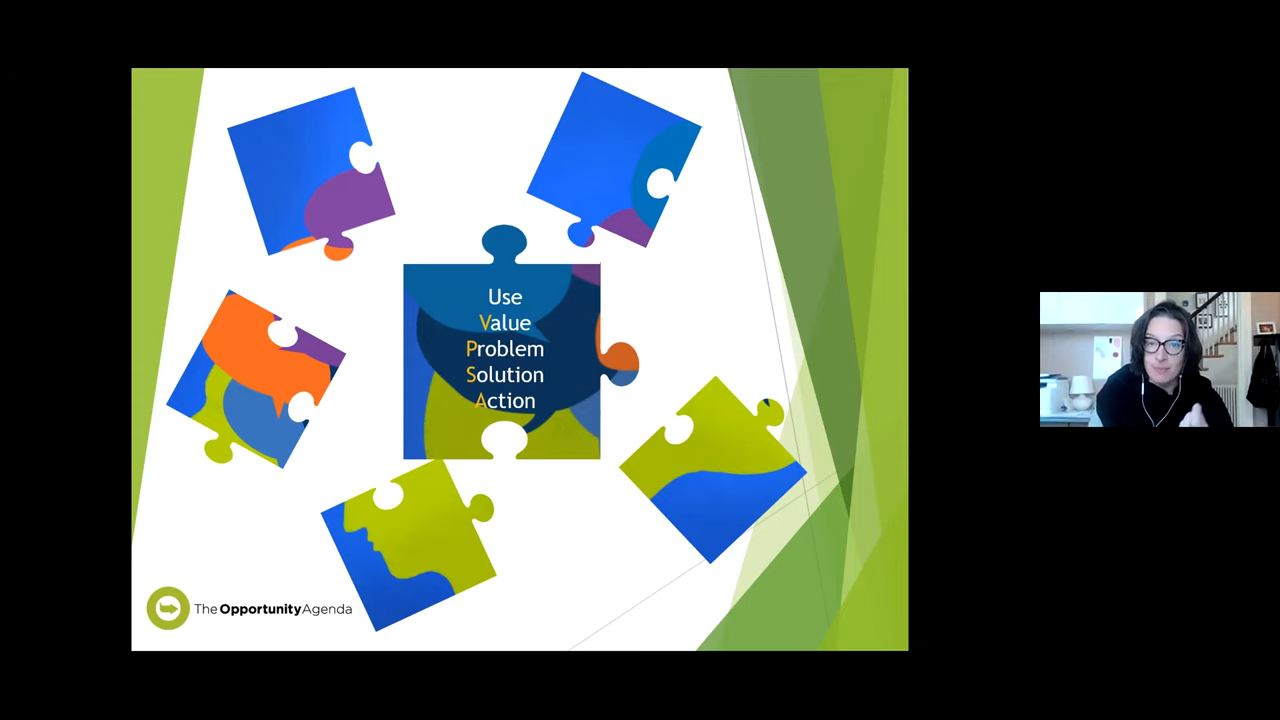 Use
Value
Problem
Solution
Action
The Opportunity Agenda